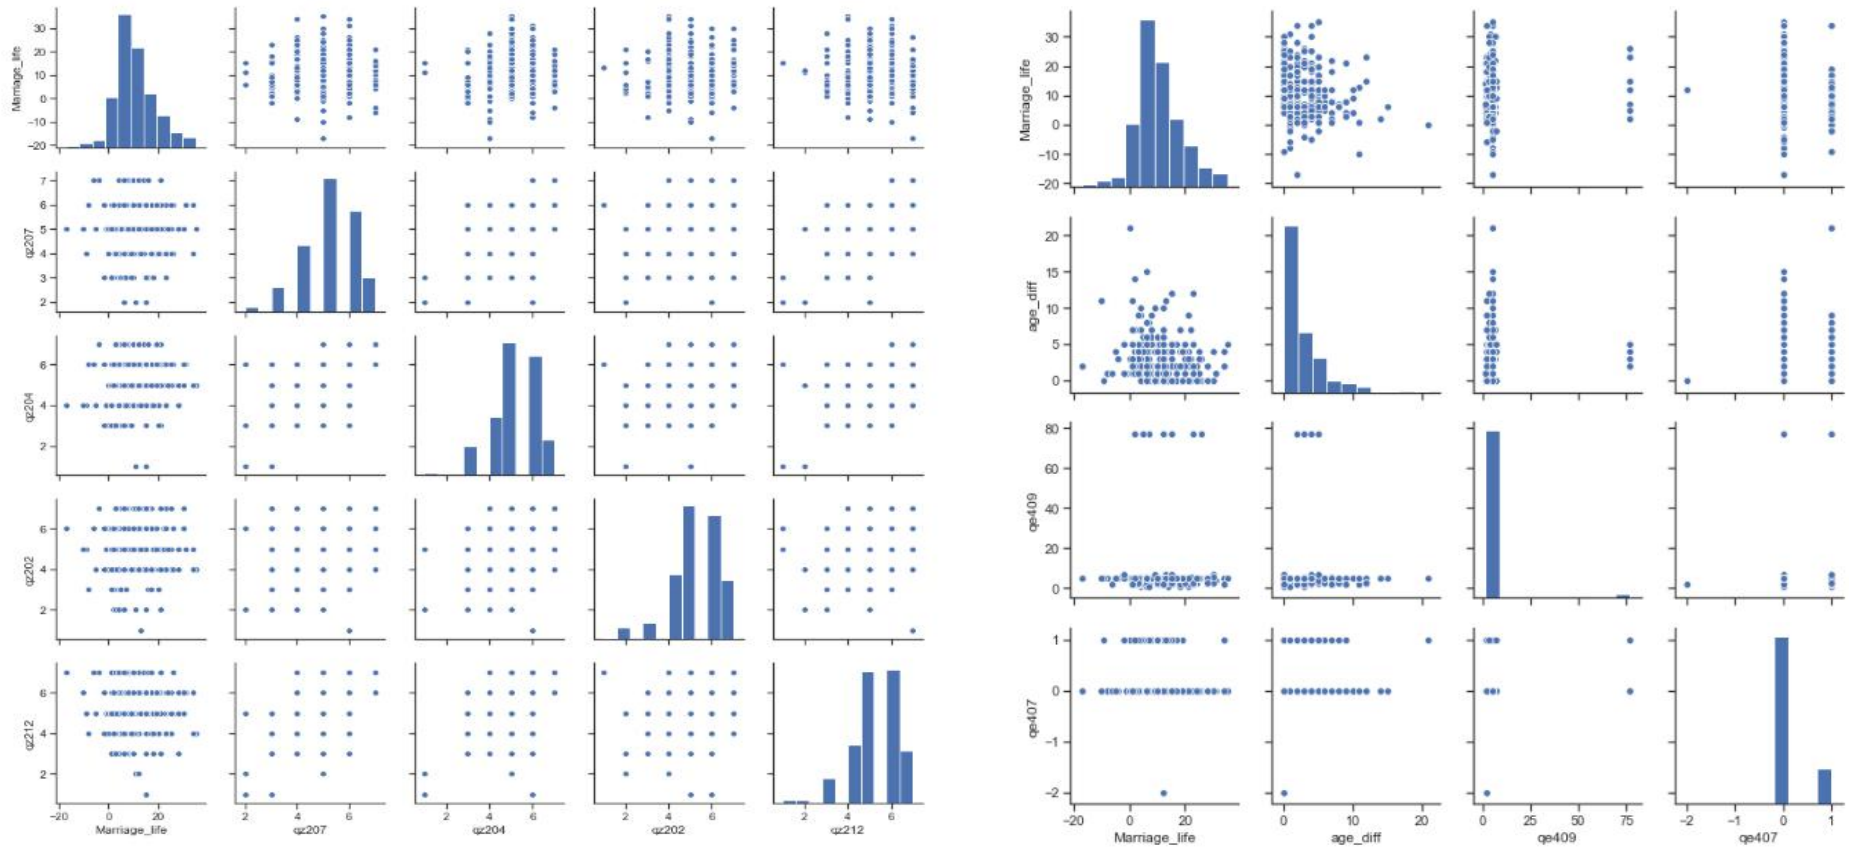 30
20
10
0
−10
−20
Marriage_life
7
6
5
4
3
2
qz207
6
4
2
qz204
6
4
2
qz202
6
4
2
qz212
−20 0 20
Marriage_life
2 4 6
qz207
2 4 6
qz204
2 4 6
qz202
2 4 6
qz212
30
20
10
0
−10
−20
Marriage_life
20
15
10
5
0
age_diff
80
60
40
20
0
qe409
1
0
−1
−2
qe407
−20 0 20
Marriage_life
0 10 20
age_diff
0 25 50 75
qe409
−2 −1 0 1
qe407